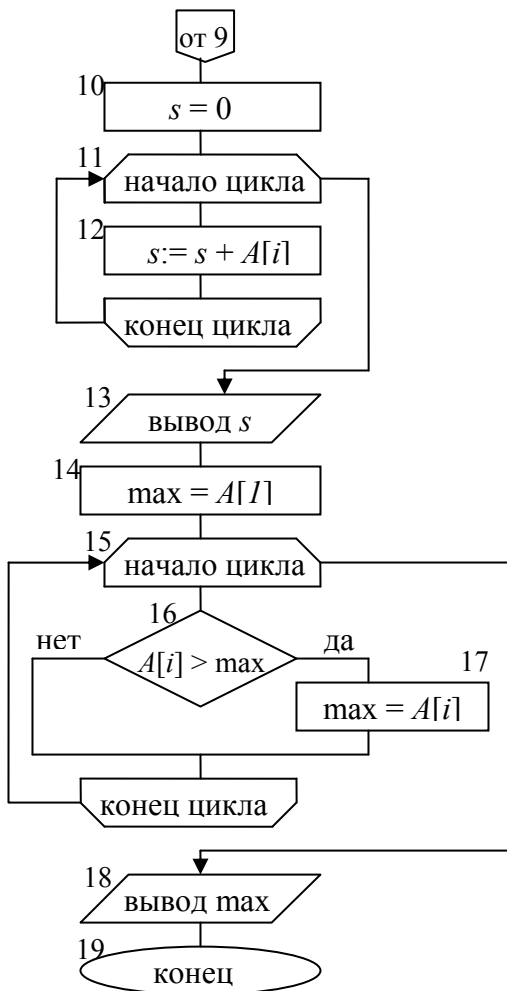 от 9
10
s = 0
11
начало цикла
12
s:= s + A[i]
конец цикла
13
вывод s
14
max = A[1]
15
начало цикла
16
нет
да
A[i] > max
17
max = A[i]
конец цикла
18
вывод max
19
конец